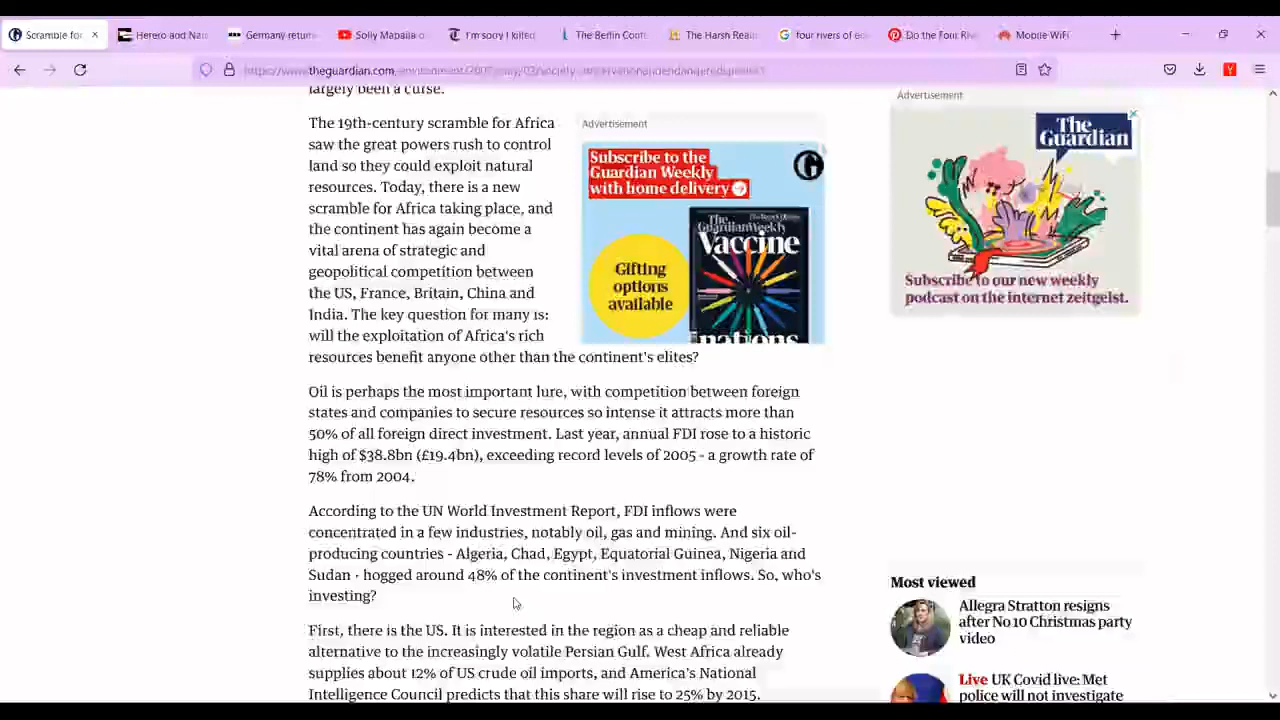 Scramble for
Herero and Na
Germany return
Solly Mapaila o
I'm sorry I killed
The Berlin Conf
The Harsh Reali
four rivers of e
Do the Four Riv
Mobile WiFi
theguardian.com
largely been a curse.
The 19th-century scramble for Africa
saw the great powers rush to control
land so they could exploit natural
resources. Today, there is a new
scramble for Africa taking place, and
the continent has again become a
vital arena of strategic and
geopolitical competition between
the US, France, Britain, China and
India. The key question for many is:
will the exploitation of Africa's rich
resources benefit anyone other than the continent's elites?
Advertisement
Subscribe to the
Guardian Weekly
with home delivery
Gifting
options
available
The Guardian Weekly
Vaccine
nations
Oil is perhaps the most important lure, with competition between foreign
states and companies to secure resources so intense it attracts more than
50% of all foreign direct investment. Last year, annual FDI rose to a historic
high of $38.8bn (£19.4bn), exceeding record levels of 2005 - a growth rate of
78% from 2004.
According to the UN World Investment Report, FDI inflows were
concentrated in a few industries, notably oil, gas and mining. And six oil-
producing countries - Algeria, Chad, Egypt, Equatorial Guinea, Nigeria and
Sudan - hogged around 48% of the continent's investment inflows. So, who's
investing?
First, there is the US. It is interested in the region as a cheap and reliable
alternative to the increasingly volatile Persian Gulf. West Africa already
supplies about 12% of US crude oil imports, and America's National
Intelligence Council predicts that this share will rise to 25% by 2015.
Advertisement
The
Guardian
Subscribe to our new weekly
podcast on the internet zeitgeist.
Most viewed
Allegra Stratton resigns
after No 10 Christmas party
video
Live UK Covid live: Met
police will not investigate